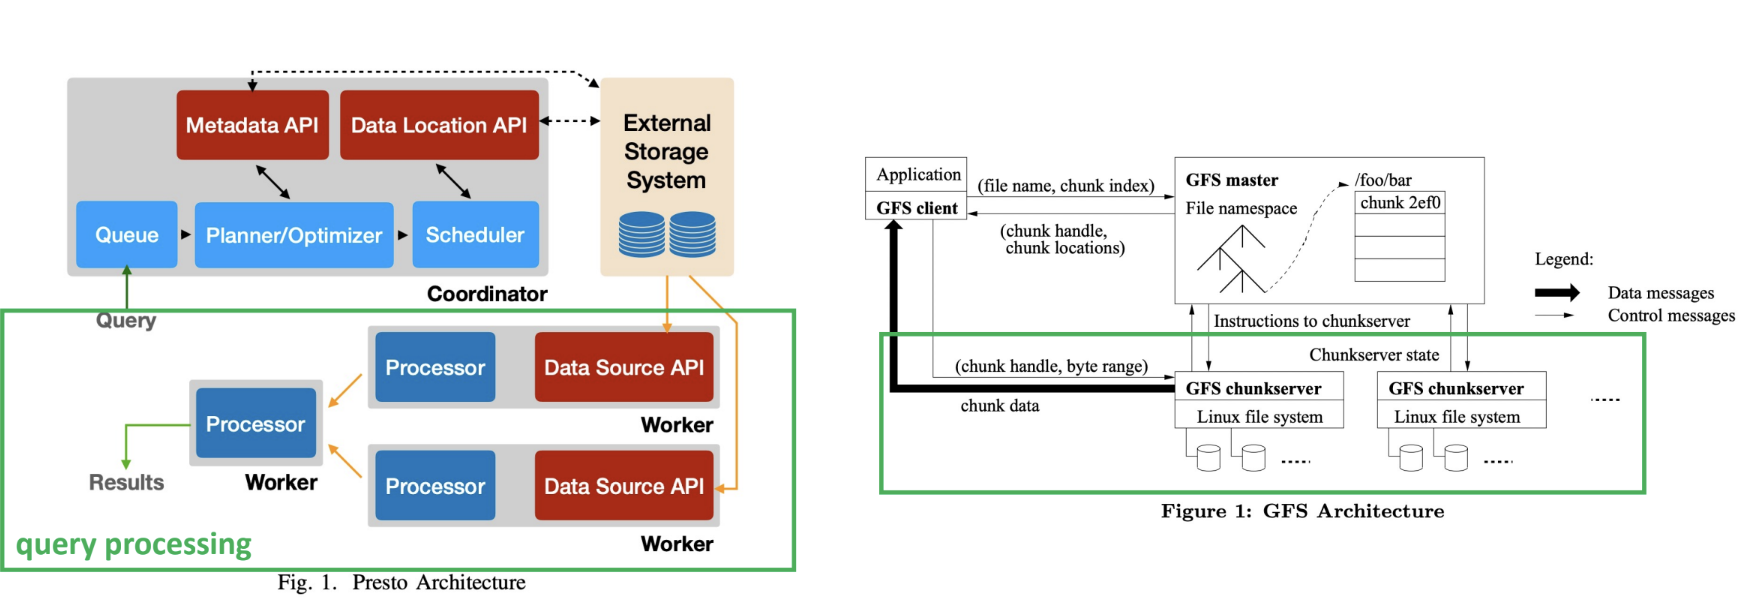 Metadata API
Data Location API
External
Storage
System
Queue
Planner/Optimizer
Scheduler
Coordinator
Query
Processor
Data Source API
Worker
Processor
Worker
Results
Processor
Data Source API
Worker
query processing
Fig. 1. Presto Architecture
Application
GFS client
(file name, chunk index)
(chunk handle,
chunk locations)
GFS master
File namespace
/foo/bar
chunk 2ef0
Legend:
Data messages
Control messages
Instructions to chunkserver
Chunkserver state
(chunk handle, byte range)
chunk data
GFS chunkserver
Linux file system
GFS chunkserver
Linux file system
Figure 1: GFS Architecture